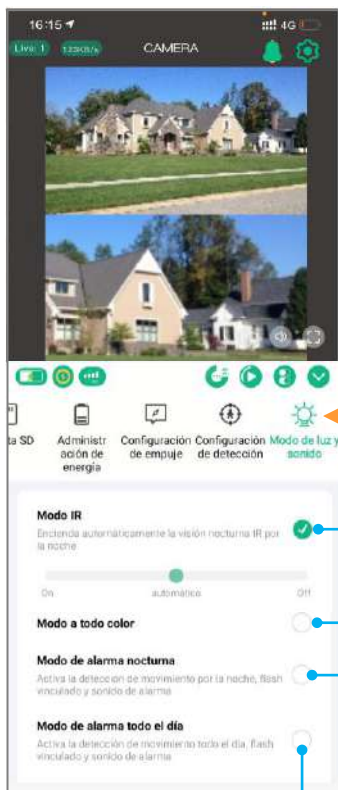 16:15
4G
Live: 1
123KB/s
CAMERA
ta SD
Administr
ación de
energía
Configuración
de empuje
Configuración
de detección
Modo de luz y
sonido
Modo IR
Encienda automáticamente la visión nocturna IR por
la noche
On
automático
Off
Modo a todo color
Modo de alarma nocturna
Activa la detección de movimiento por la noche, flash
vinculado y sonido de alarma
Modo de alarma todo el día
Activa la detección de movimiento todo el día, flash
vinculado y sonido de alarma